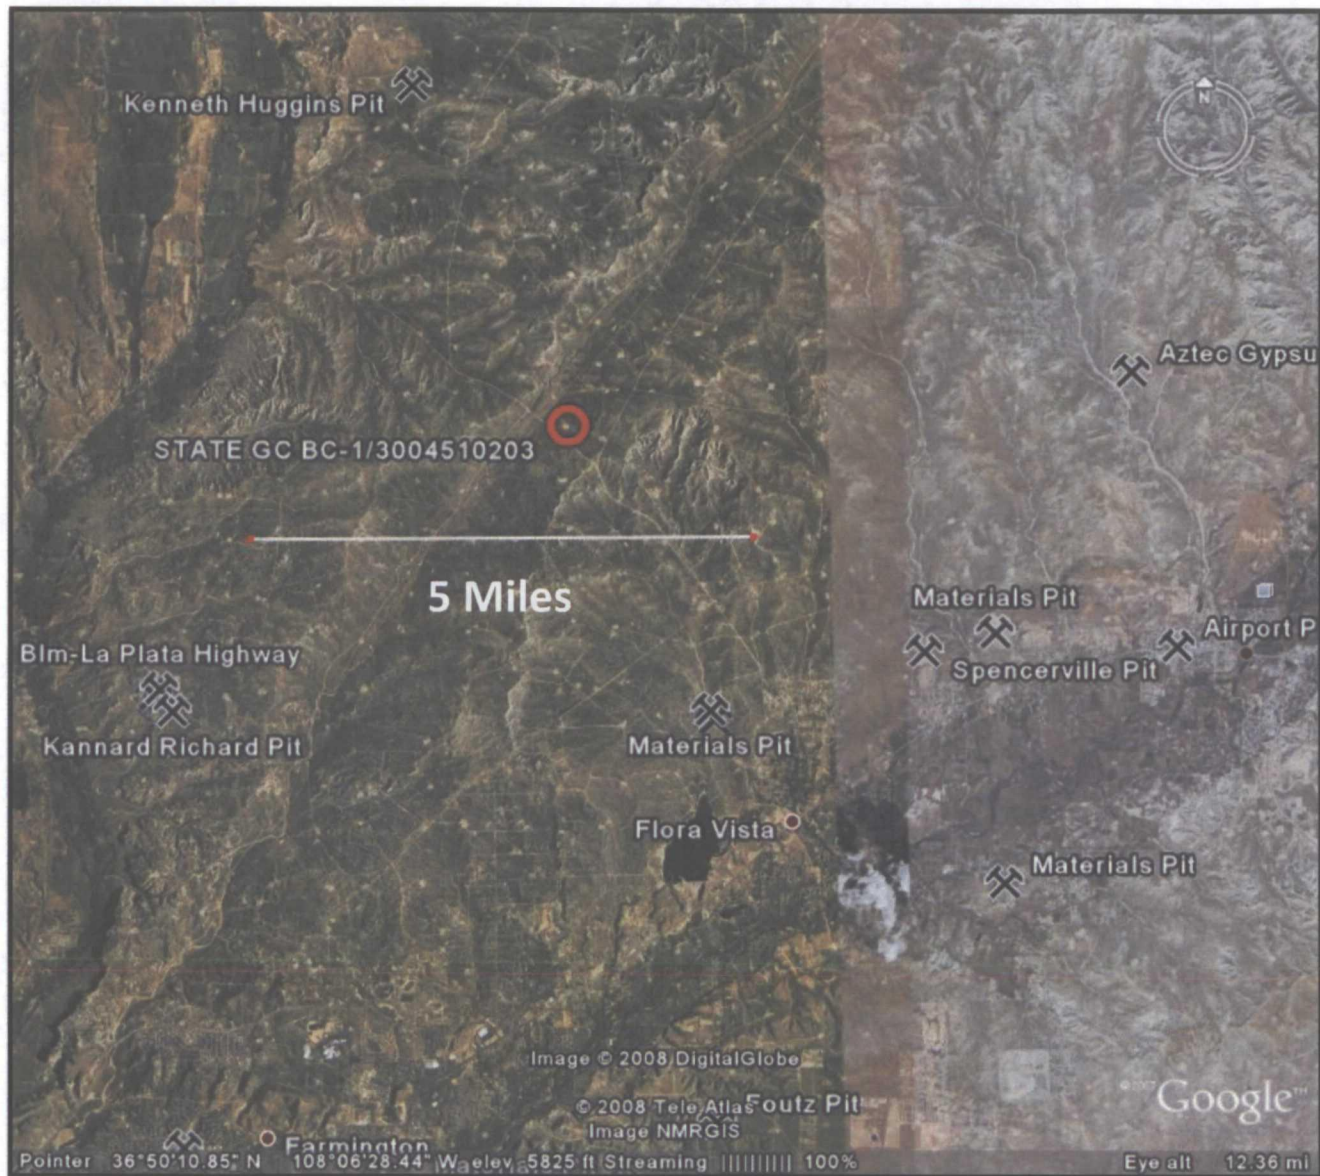 Kenneth Huggins Pit
N
Aztec Gypsu
STATE GC BC-1/3004510203
5 Miles
Materials Pit
Airport P
Blm-La Plata Highway
Spencerville Pit
Kannard Richard Pit
Materials Pit
Flora Vista
Materials Pit
Image © 2008 DigitalGlobe
Google™
© 2008 Tele Atlas
Foutz Pit
Image NMRGIS
Farmington
Pointer 36°50'10.85" N 108°06'28.44" W elev 5825 ft Streaming |||||||||| 100% Eye alt 12.36 mi